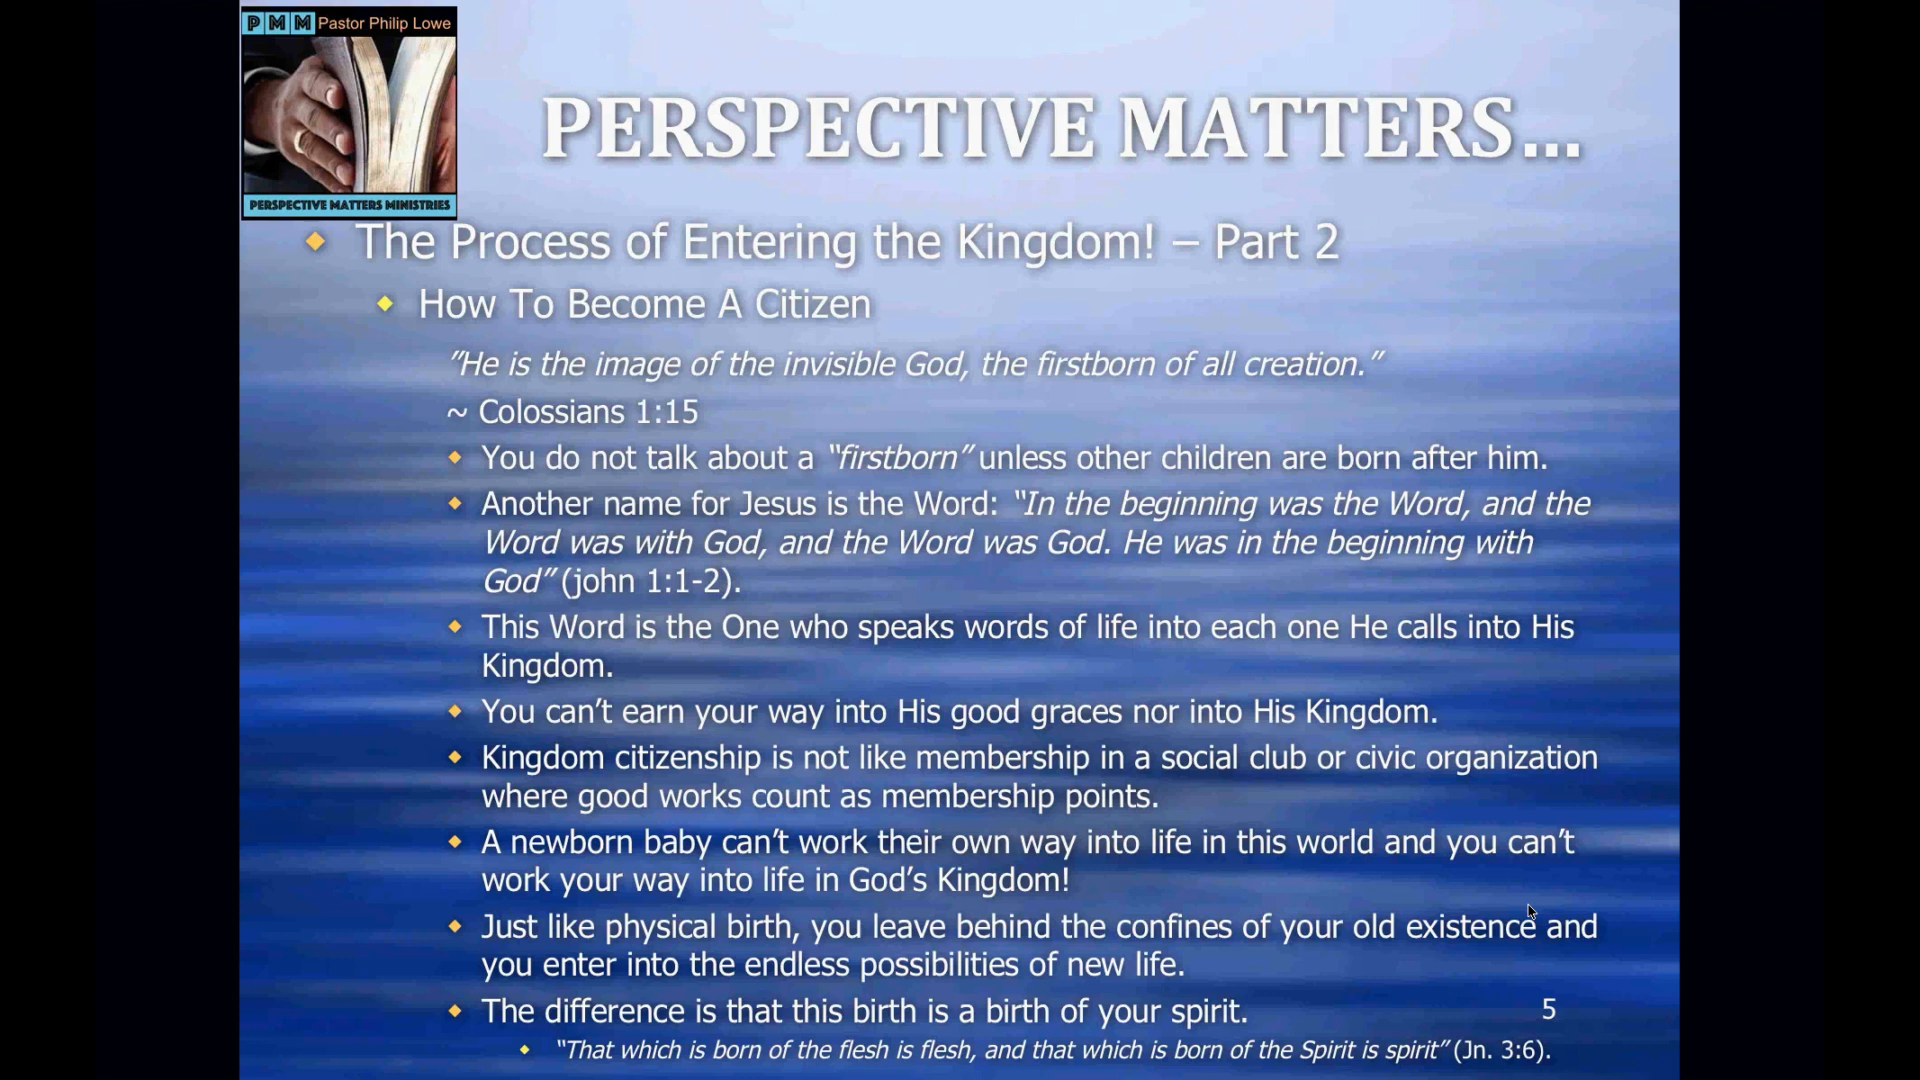 PMM Pastor Philip Lowe
PERSPECTIVE MATTERS MINISTRIES
PERSPECTIVE MATTERS...
The Process of Entering the Kingdom! – Part 2
How To Become A Citizen
"He is the image of the invisible God, the firstborn of all creation."
~ Colossians 1:15
You do not talk about a "firstborn" unless other children are born after him.
Another name for Jesus is the Word: "In the beginning was the Word, and the
Word was with God, and the Word was God. He was in the beginning with
God" (john 1:1-2).
This Word is the One who speaks words of life into each one He calls into His
Kingdom.
You can't earn your way into His good graces nor into His Kingdom.
Kingdom citizenship is not like membership in a social club or civic organization
where good works count as membership points.
A newborn baby can't work their own way into life in this world and you can't
work your way into life in God's Kingdom!
Just like physical birth, you leave behind the confines of your old existence and
you enter into the endless possibilities of new life.
The difference is that this birth is a birth of your spirit.
5
"That which is born of the flesh is flesh, and that which is born of the Spirit is spirit" (Jn. 3:6).